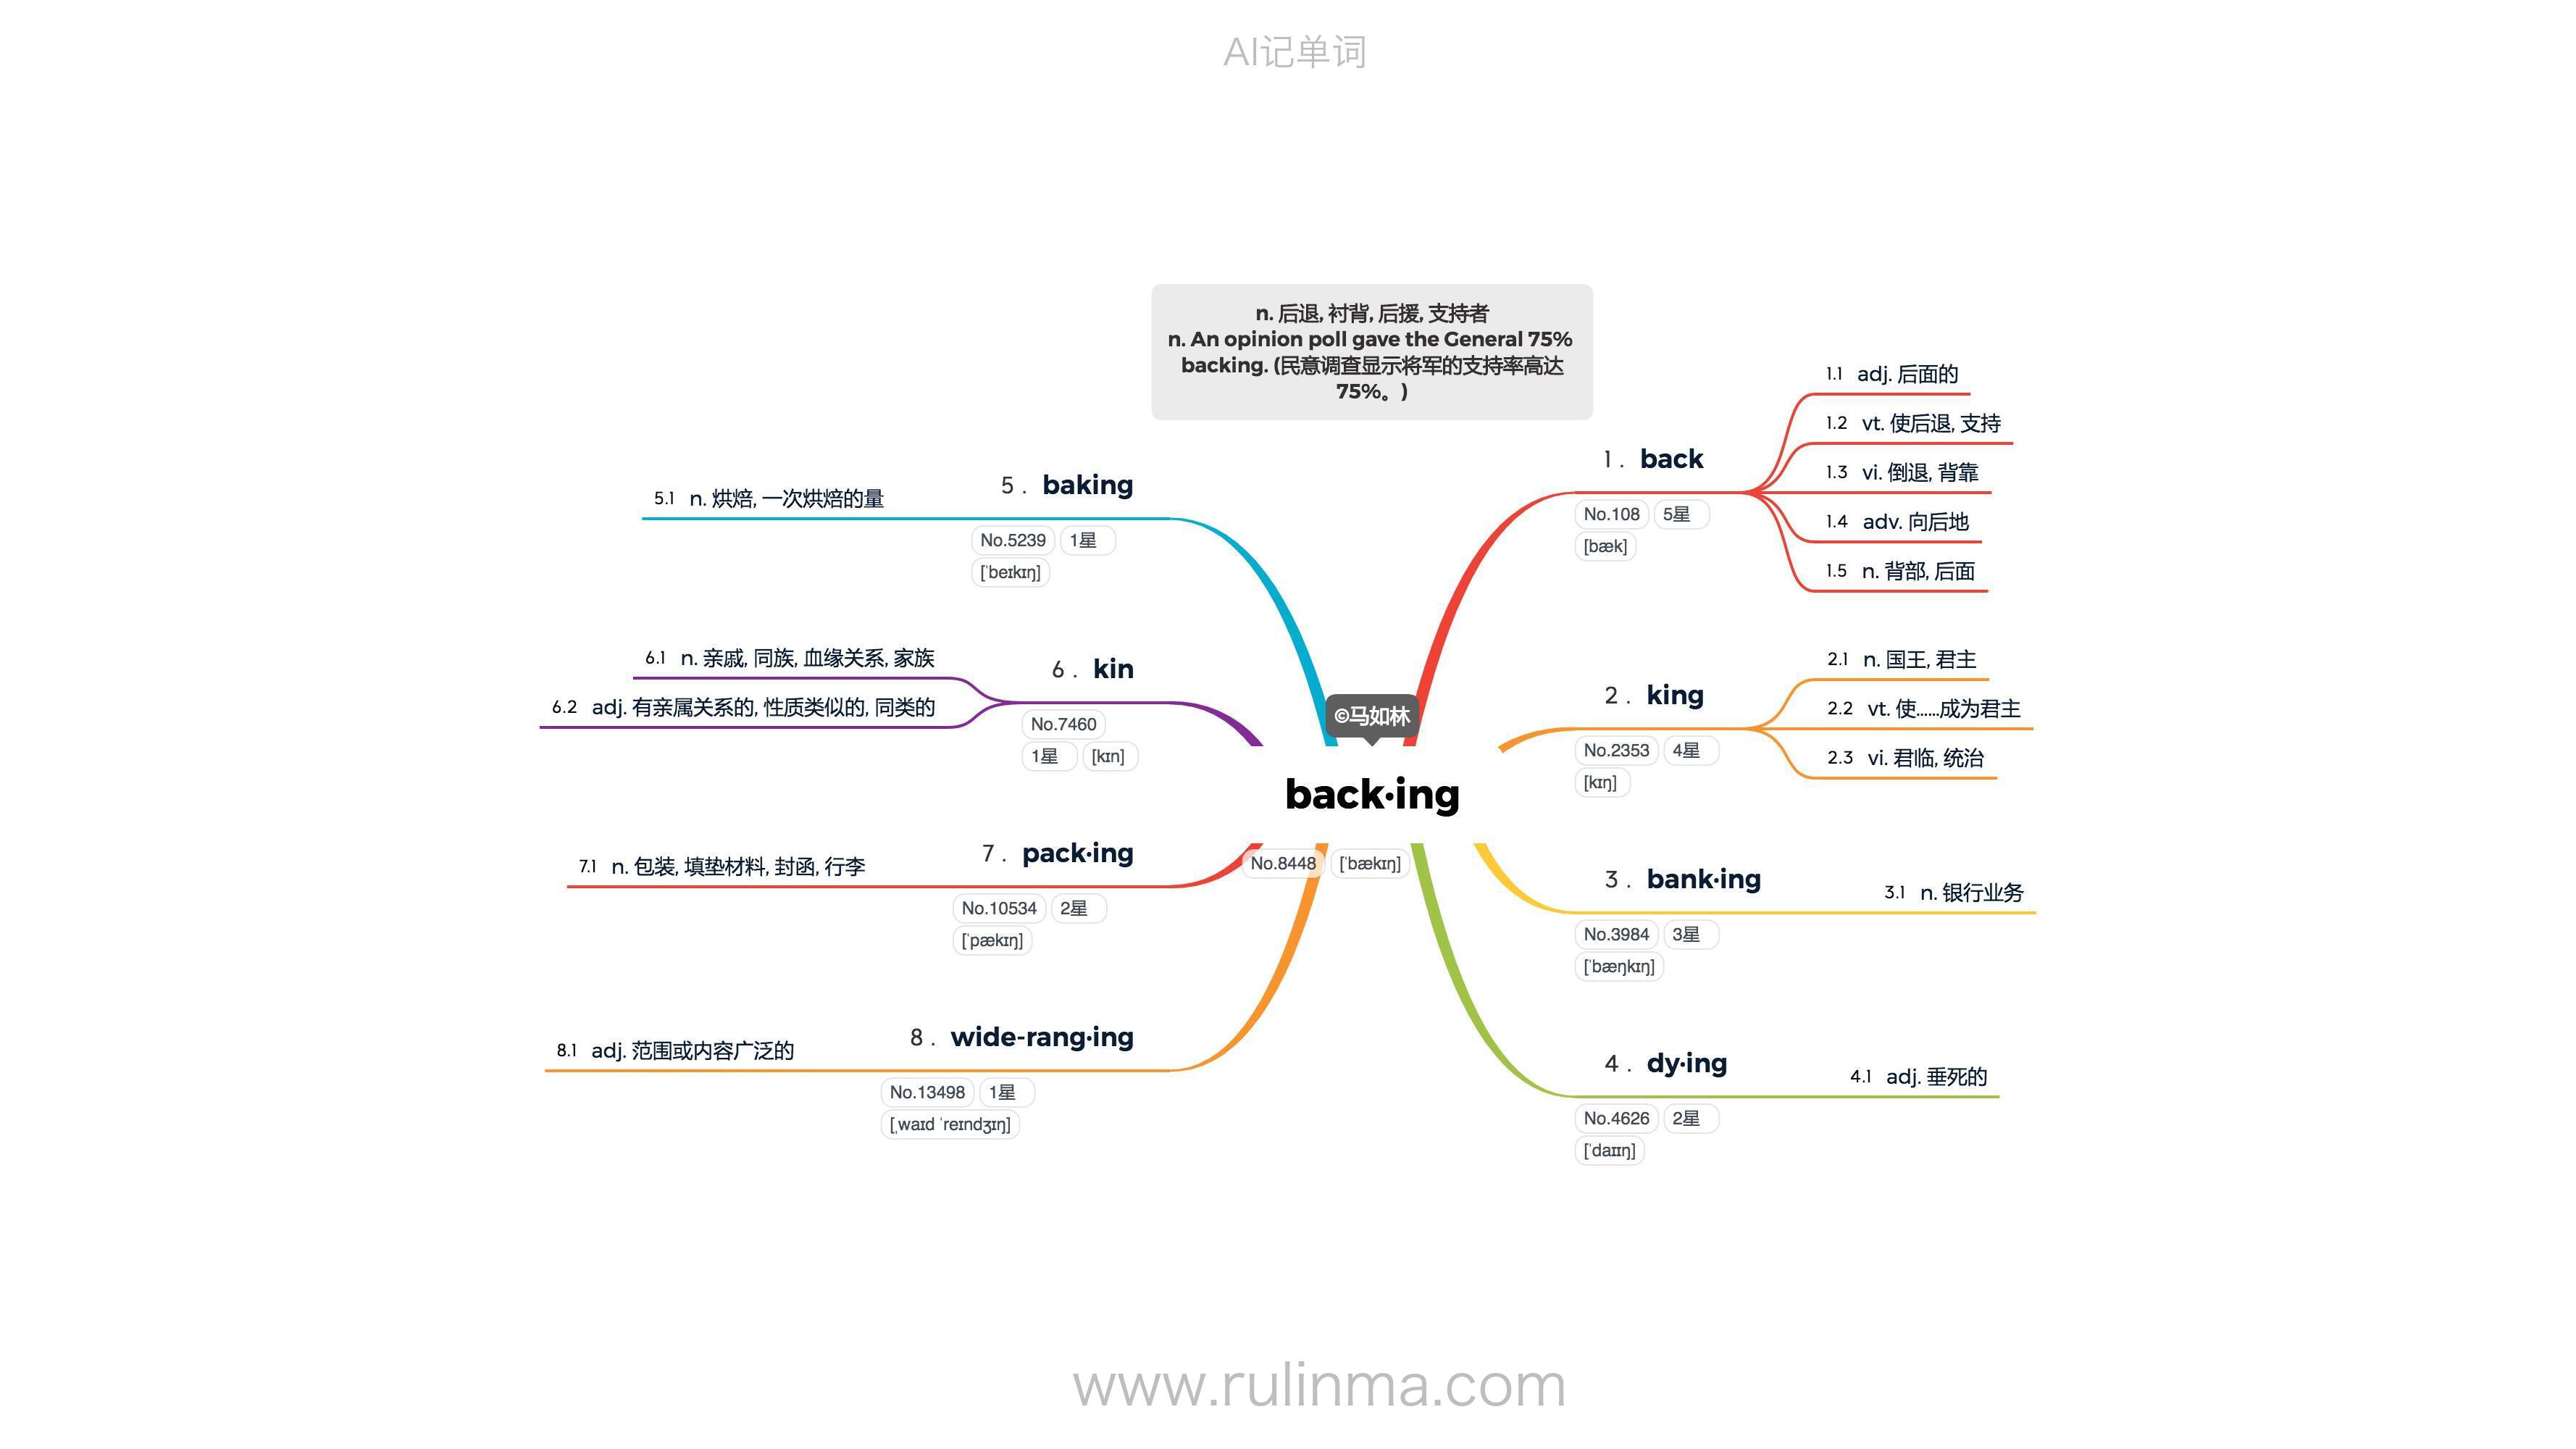 AI记单词
n. 后退, 衬背, 后援, 支持者
n. An opinion poll gave the General 75%
backing. (民意调查显示将军的支持率高达
75%。)
©马如林
back·ing
No.8448 [ˈbækɪŋ]
1. back
No.108 5星
[bæk]
1.1 adj. 后面的
1.2 vt. 使后退, 支持
1.3 vi. 倒退, 背靠
1.4 adv. 向后地
1.5 n. 背部, 后面
2. king
No.2353 4星
[kɪŋ]
2.1 n. 国王, 君主
2.2 vt. 使……成为君主
2.3 vi. 君临, 统治
3. bank·ing
No.3984 3星
[ˈbæŋkɪŋ]
3.1 n. 银行业务
4. dy·ing
No.4626 2星
[ˈdaɪɪŋ]
4.1 adj. 垂死的
5. baking
No.5239 1星
[ˈbeɪkɪŋ]
5.1 n. 烘焙, 一次烘焙的量
6. kin
No.7460
1星 [kɪn]
6.1 n. 亲戚, 同族, 血缘关系, 家族
6.2 adj. 有亲属关系的, 性质类似的, 同类的
7. pack·ing
No.10534 2星
[ˈpækɪŋ]
7.1 n. 包装, 填垫材料, 封函, 行李
8. wide-rang·ing
No.13498 1星
[ˌwaɪd ˈreɪndʒɪŋ]
8.1 adj. 范围或内容广泛的
www.rulinma.com